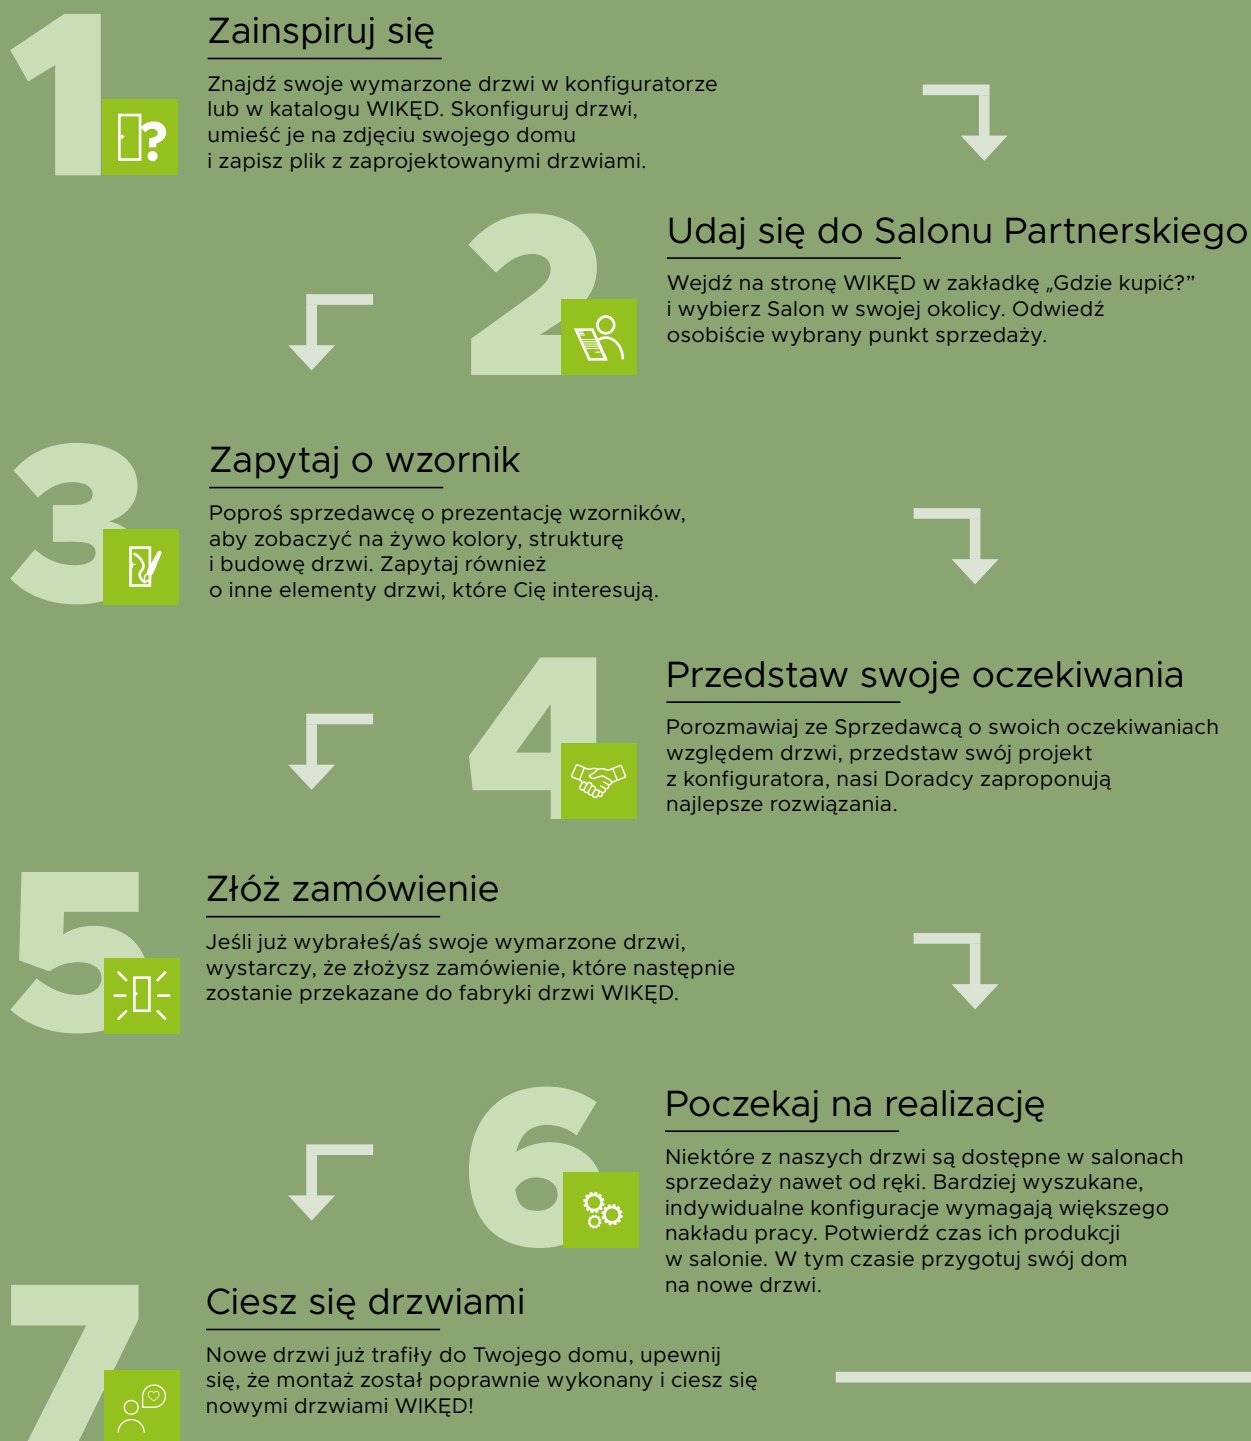 1
Zainspiruj się
Znajdź swoje wymarzone drzwi w konfiguratorze
lub w katalogu WIKĘD. Skonfiguruj drzwi,
umieść je na zdjęciu swojego domu
i zapisz plik z zaprojektowanymi drzwiami.
?
2
Udaj się do Salonu Partnerskiego
Wejdź na stronę WIKĘD w zakładkę „Gdzie kupić?”
i wybierz Salon w swojej okolicy. Odwiedź
osobiście wybrany punkt sprzedaży.
3
Zapytaj o wzornik
Poproś sprzedawcę o prezentację wzorników,
aby zobaczyć na żywo kolory, strukturę
i budowę drzwi. Zapytaj również
o inne elementy drzwi, które Cię interesują.
4
Przedstaw swoje oczekiwania
Porozmawiaj ze Sprzedawcą o swoich oczekiwaniach
względem drzwi, przedstaw swój projekt
z konfiguratora, nasi Doradcy zaproponują
najlepsze rozwiązania.
5
Złóż zamówienie
Jeśli już wybrałeś/aś swoje wymarzone drzwi,
wystarczy, że złożysz zamówienie, które następnie
zostanie przekazane do fabryki drzwi WIKĘD.
6
Poczekaj na realizację
Niektóre z naszych drzwi są dostępne w salonach
sprzedaży nawet od ręki. Bardziej wyszukane,
indywidualne konfiguracje wymagają większego
nakładu pracy. Potwierdź czas ich produkcji
w salonie. W tym czasie przygotuj swój dom
na nowe drzwi.
7
Ciesz się drzwiami
Nowe drzwi już trafiły do Twojego domu, upewnij
się, że montaż został poprawnie wykonany i ciesz się
nowymi drzwiami WIKĘD!